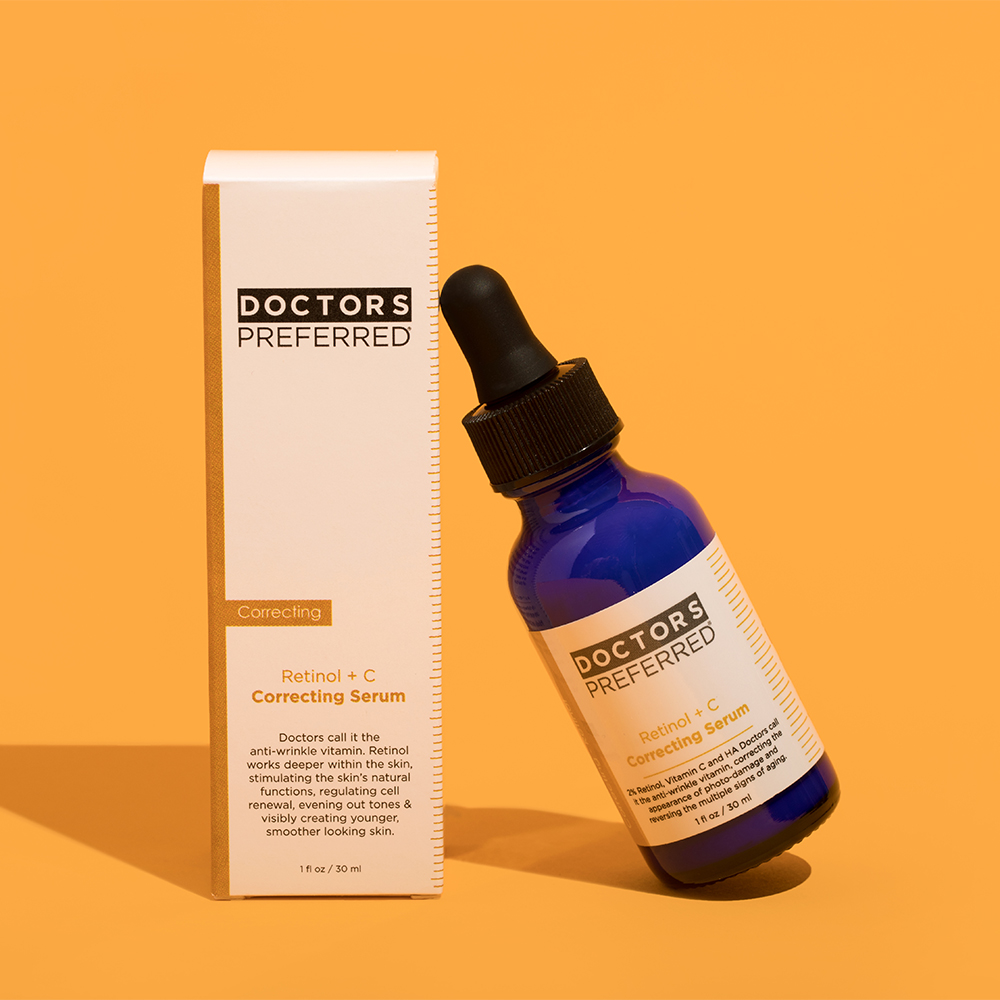 DOCTORS
PREFERRED®
Correcting
Retinol + C
Correcting Serum
Doctors call it the
anti-wrinkle vitamin. Retinol
works deeper within the skin,
stimulating the skin's natural
functions, regulating cell
renewal, evening out tones &
visibly creating younger,
smoother looking skin.
1 fl oz / 30 ml
DOCTORS
PREFERRED®
Retinol + C
Correcting Serum
2% Retinol, Vitamin C and HA Doctors call
it the anti-wrinkle vitamin, correcting the
appearance of photo-damage and
reversing the multiple signs of aging.
1 fl oz / 30 ml